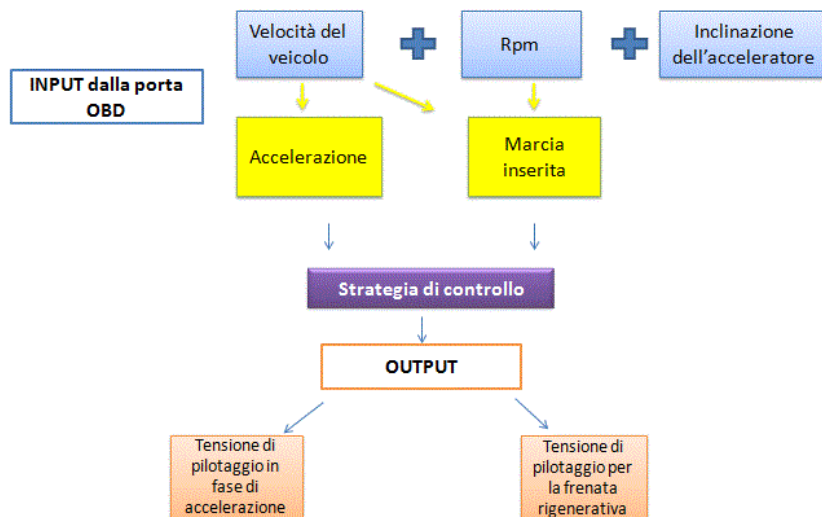 Velocità del
veicolo
Rpm
Inclinazione
dell'acceleratore
INPUT dalla porta
OBD
Accelerazione
Marcia
inserita
Strategia di controllo
OUTPUT
Tensione di
pilotaggio in
fase di
accelerazione
Tensione di
pilotaggio per
la frenata
rigenerativa